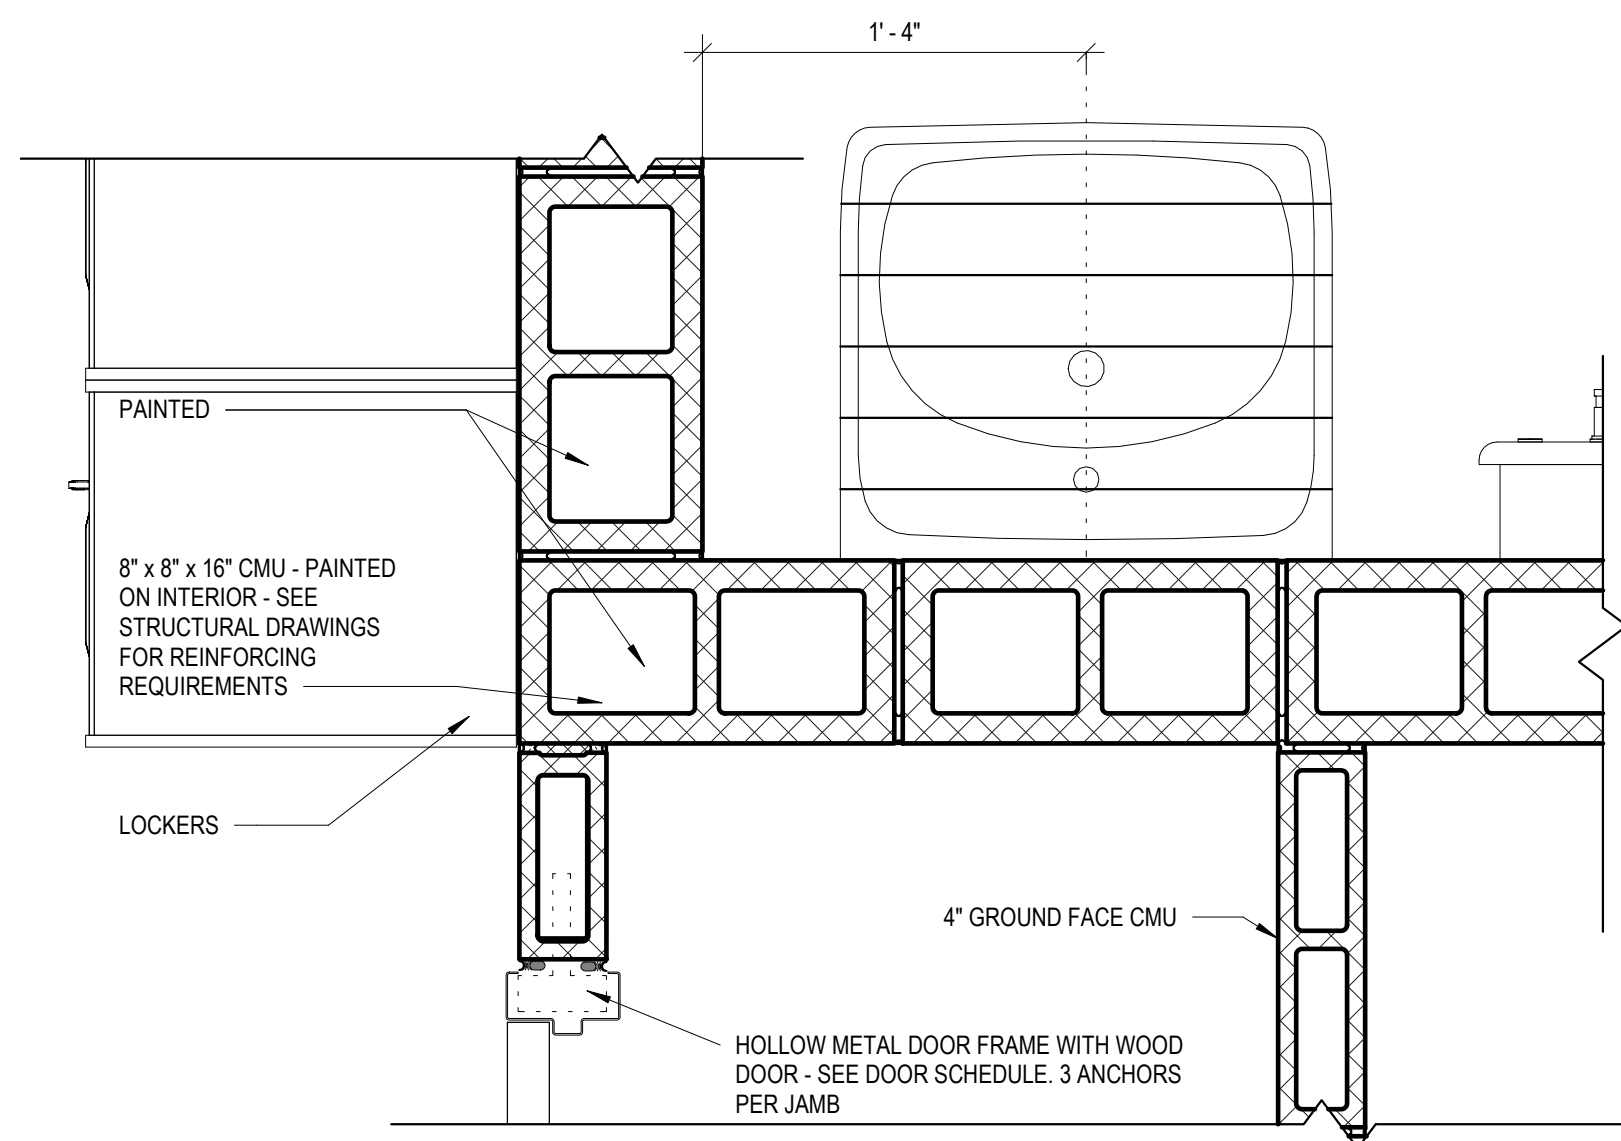 1' - 4"
PAINTED
8" x 8" x 16" CMU - PAINTED
ON INTERIOR - SEE
STRUCTURAL DRAWINGS
FOR REINFORCING
REQUIREMENTS
LOCKERS
4" GROUND FACE CMU
HOLLOW METAL DOOR FRAME WITH WOOD
DOOR - SEE DOOR SCHEDULE. 3 ANCHORS
PER JAMB